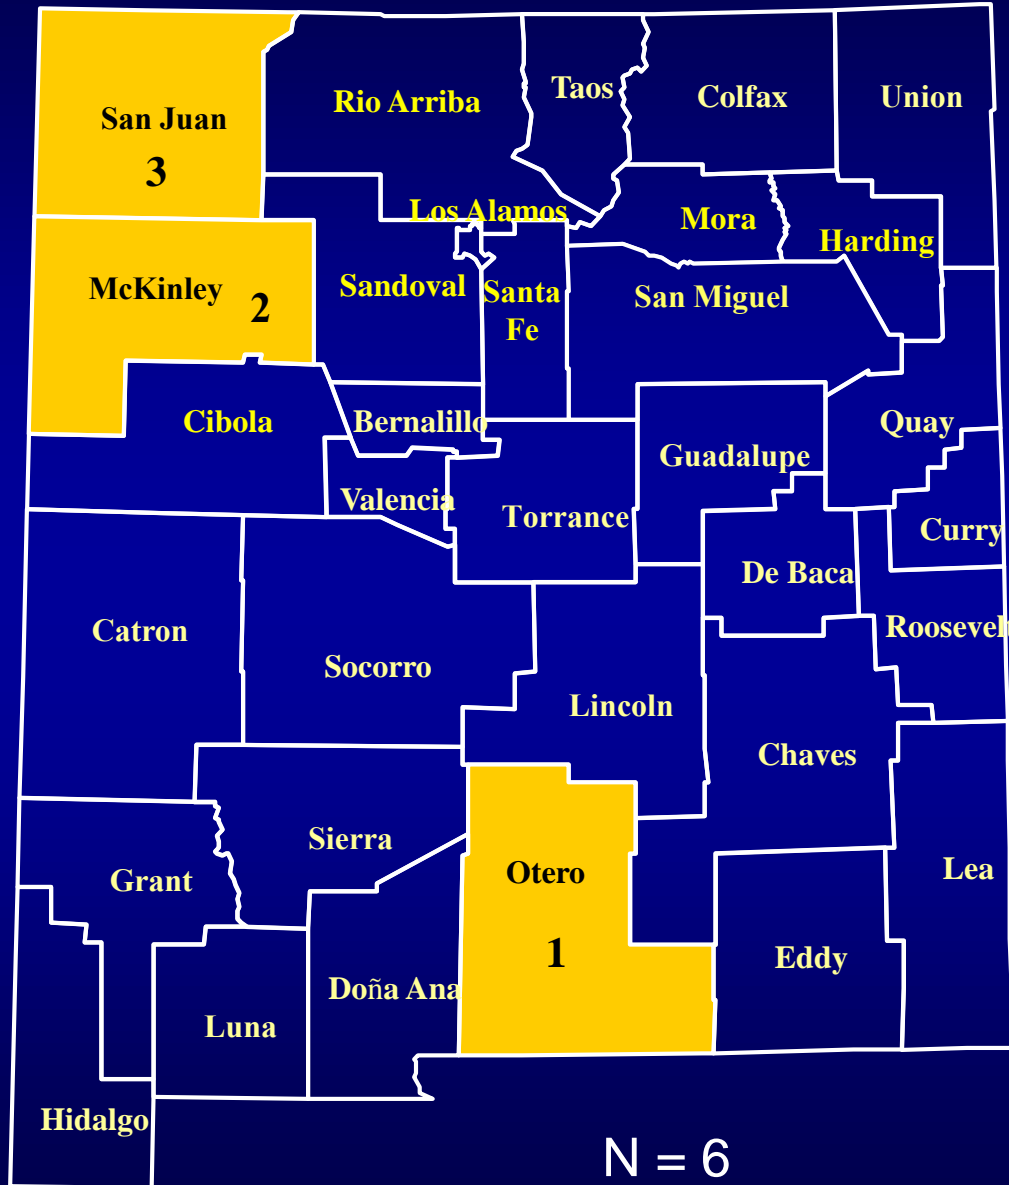 Rio Arriba
Taos
Colfax
Union
San Juan
3
Los Alamos
Mora
Harding
McKinley
2
Sandoval
Santa
Fe
San Miguel
Cibola
Bernalillo
Guadalupe
Quay
Valencia
Torrance
Curry
De Baca
Catron
Socorro
Roosevelt
Lincoln
Chaves
Sierra
Grant
Otero
1
Lea
Eddy
Doña Ana
Luna
Hidalgo
N = 6